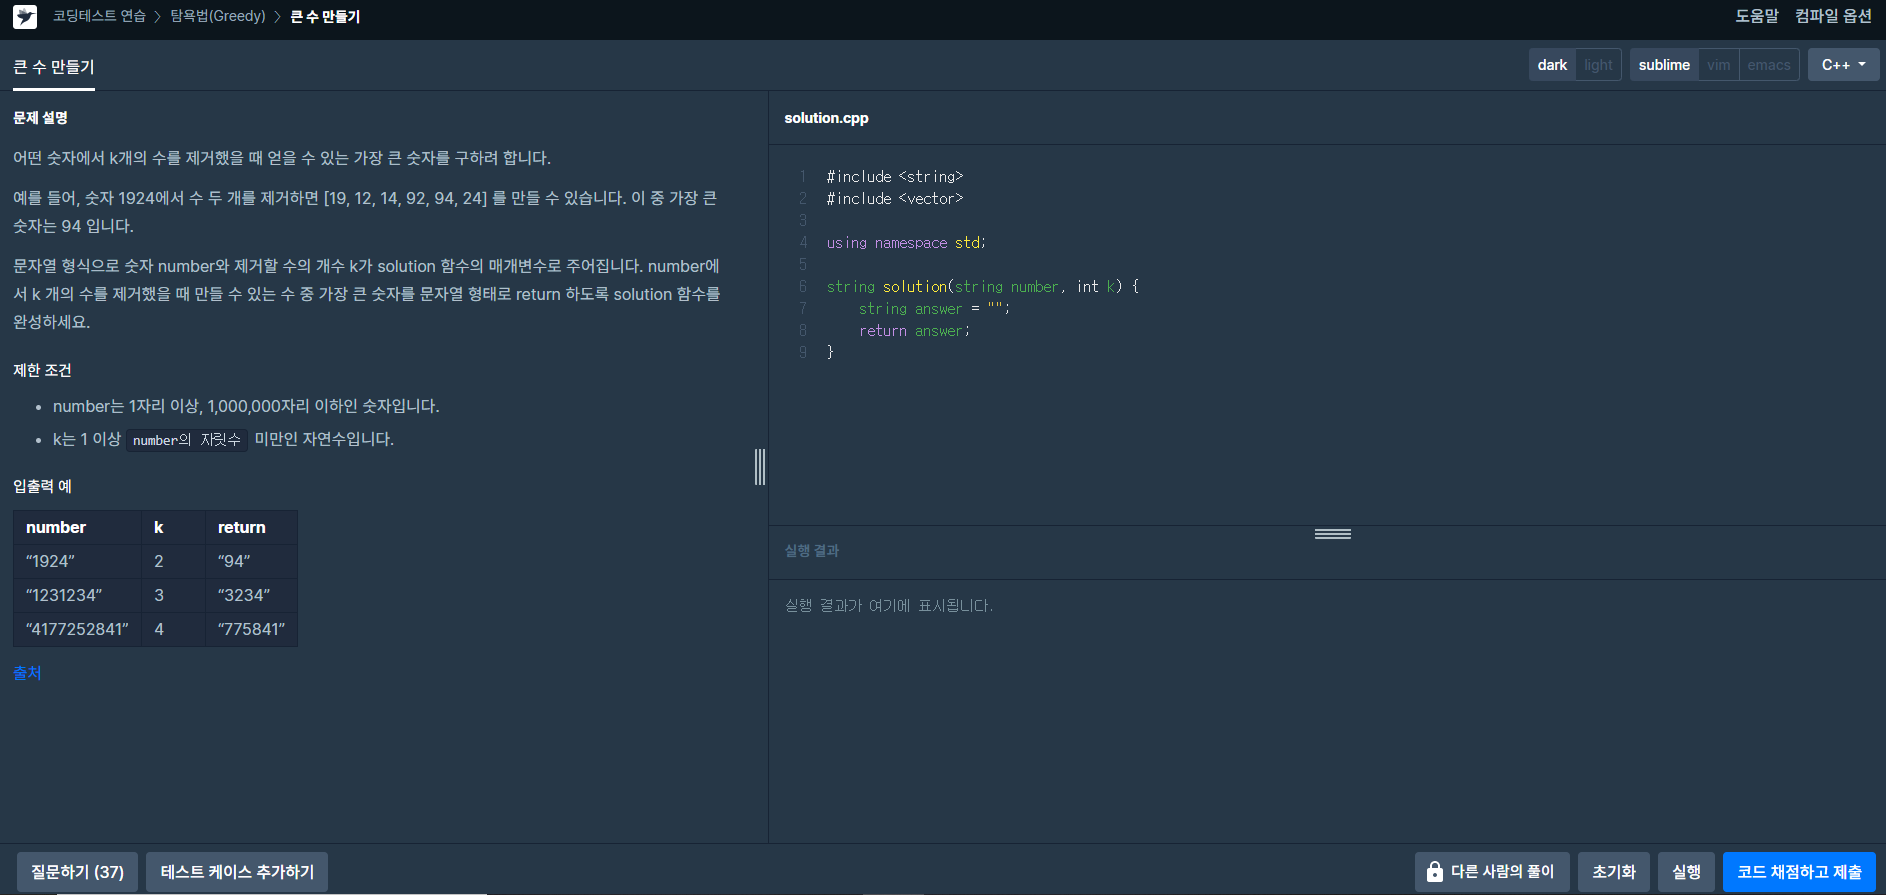 코딩테스트 연습 > 탐욕법(Greedy) > 큰 수 만들기
도움말 컴파일 옵션
큰 수 만들기
dark light sublime vim emacs C++
문제 설명
어떤 숫자에서 k개의 수를 제거했을 때 얻을 수 있는 가장 큰 숫자를 구하려 합니다.
예를 들어, 숫자 1924에서 수 두 개를 제거하면 [19, 12, 14, 92, 94, 24] 를 만들 수 있습니다. 이 중 가장 큰
숫자는 94 입니다.
문자열 형식으로 숫자 number와 제거할 수의 개수 k가 solution 함수의 매개변수로 주어집니다. number에
서 k 개의 수를 제거했을 때 만들 수 있는 수 중 가장 큰 숫자를 문자열 형태로 return 하도록 solution 함수를
완성하세요.
제한 조건
• number는 1자리 이상, 1,000,000자리 이하인 숫자입니다.
• k는 1 이상 number의 자릿수 미만인 자연수입니다.
입출력 예
number k return
“1924” 2 “94”
“1231234” 3 “3234”
“4177252841” 4 “775841”
출처
solution.cpp
1 #include <string>
2 #include <vector>
3
4 using namespace std;
5
6 string solution(string number, int k) {
7 string answer = "";
8 return answer;
9 }
실행 결과
실행 결과가 여기에 표시됩니다.
질문하기 (37) 테스트 케이스 추가하기
다른 사람의 풀이 초기화 실행 코드 채점하고 제출